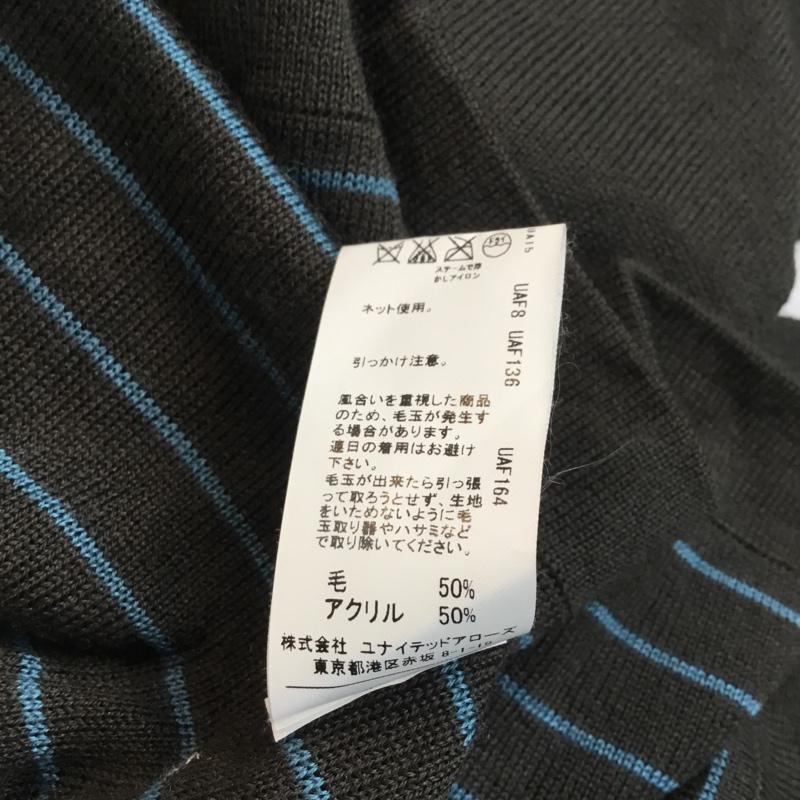 ドライ
UA15
スチームで浮
かしアイロン
UAF8 UAF136
ネット使用。
引っかけ注意。
風合いを重視した商品
のため、毛玉が発生す
る場合があります。
連日の着用はお避け
下さい。
UAF164
毛玉が出来たら引っ張
って取ろうとせず、生地
をいためないように毛
玉取り器やハサミなど
で取り除いてください。
毛 50%
アクリル 50%
株式会社 ユナイテッドアローズ
東京都港区赤坂 8-1-19